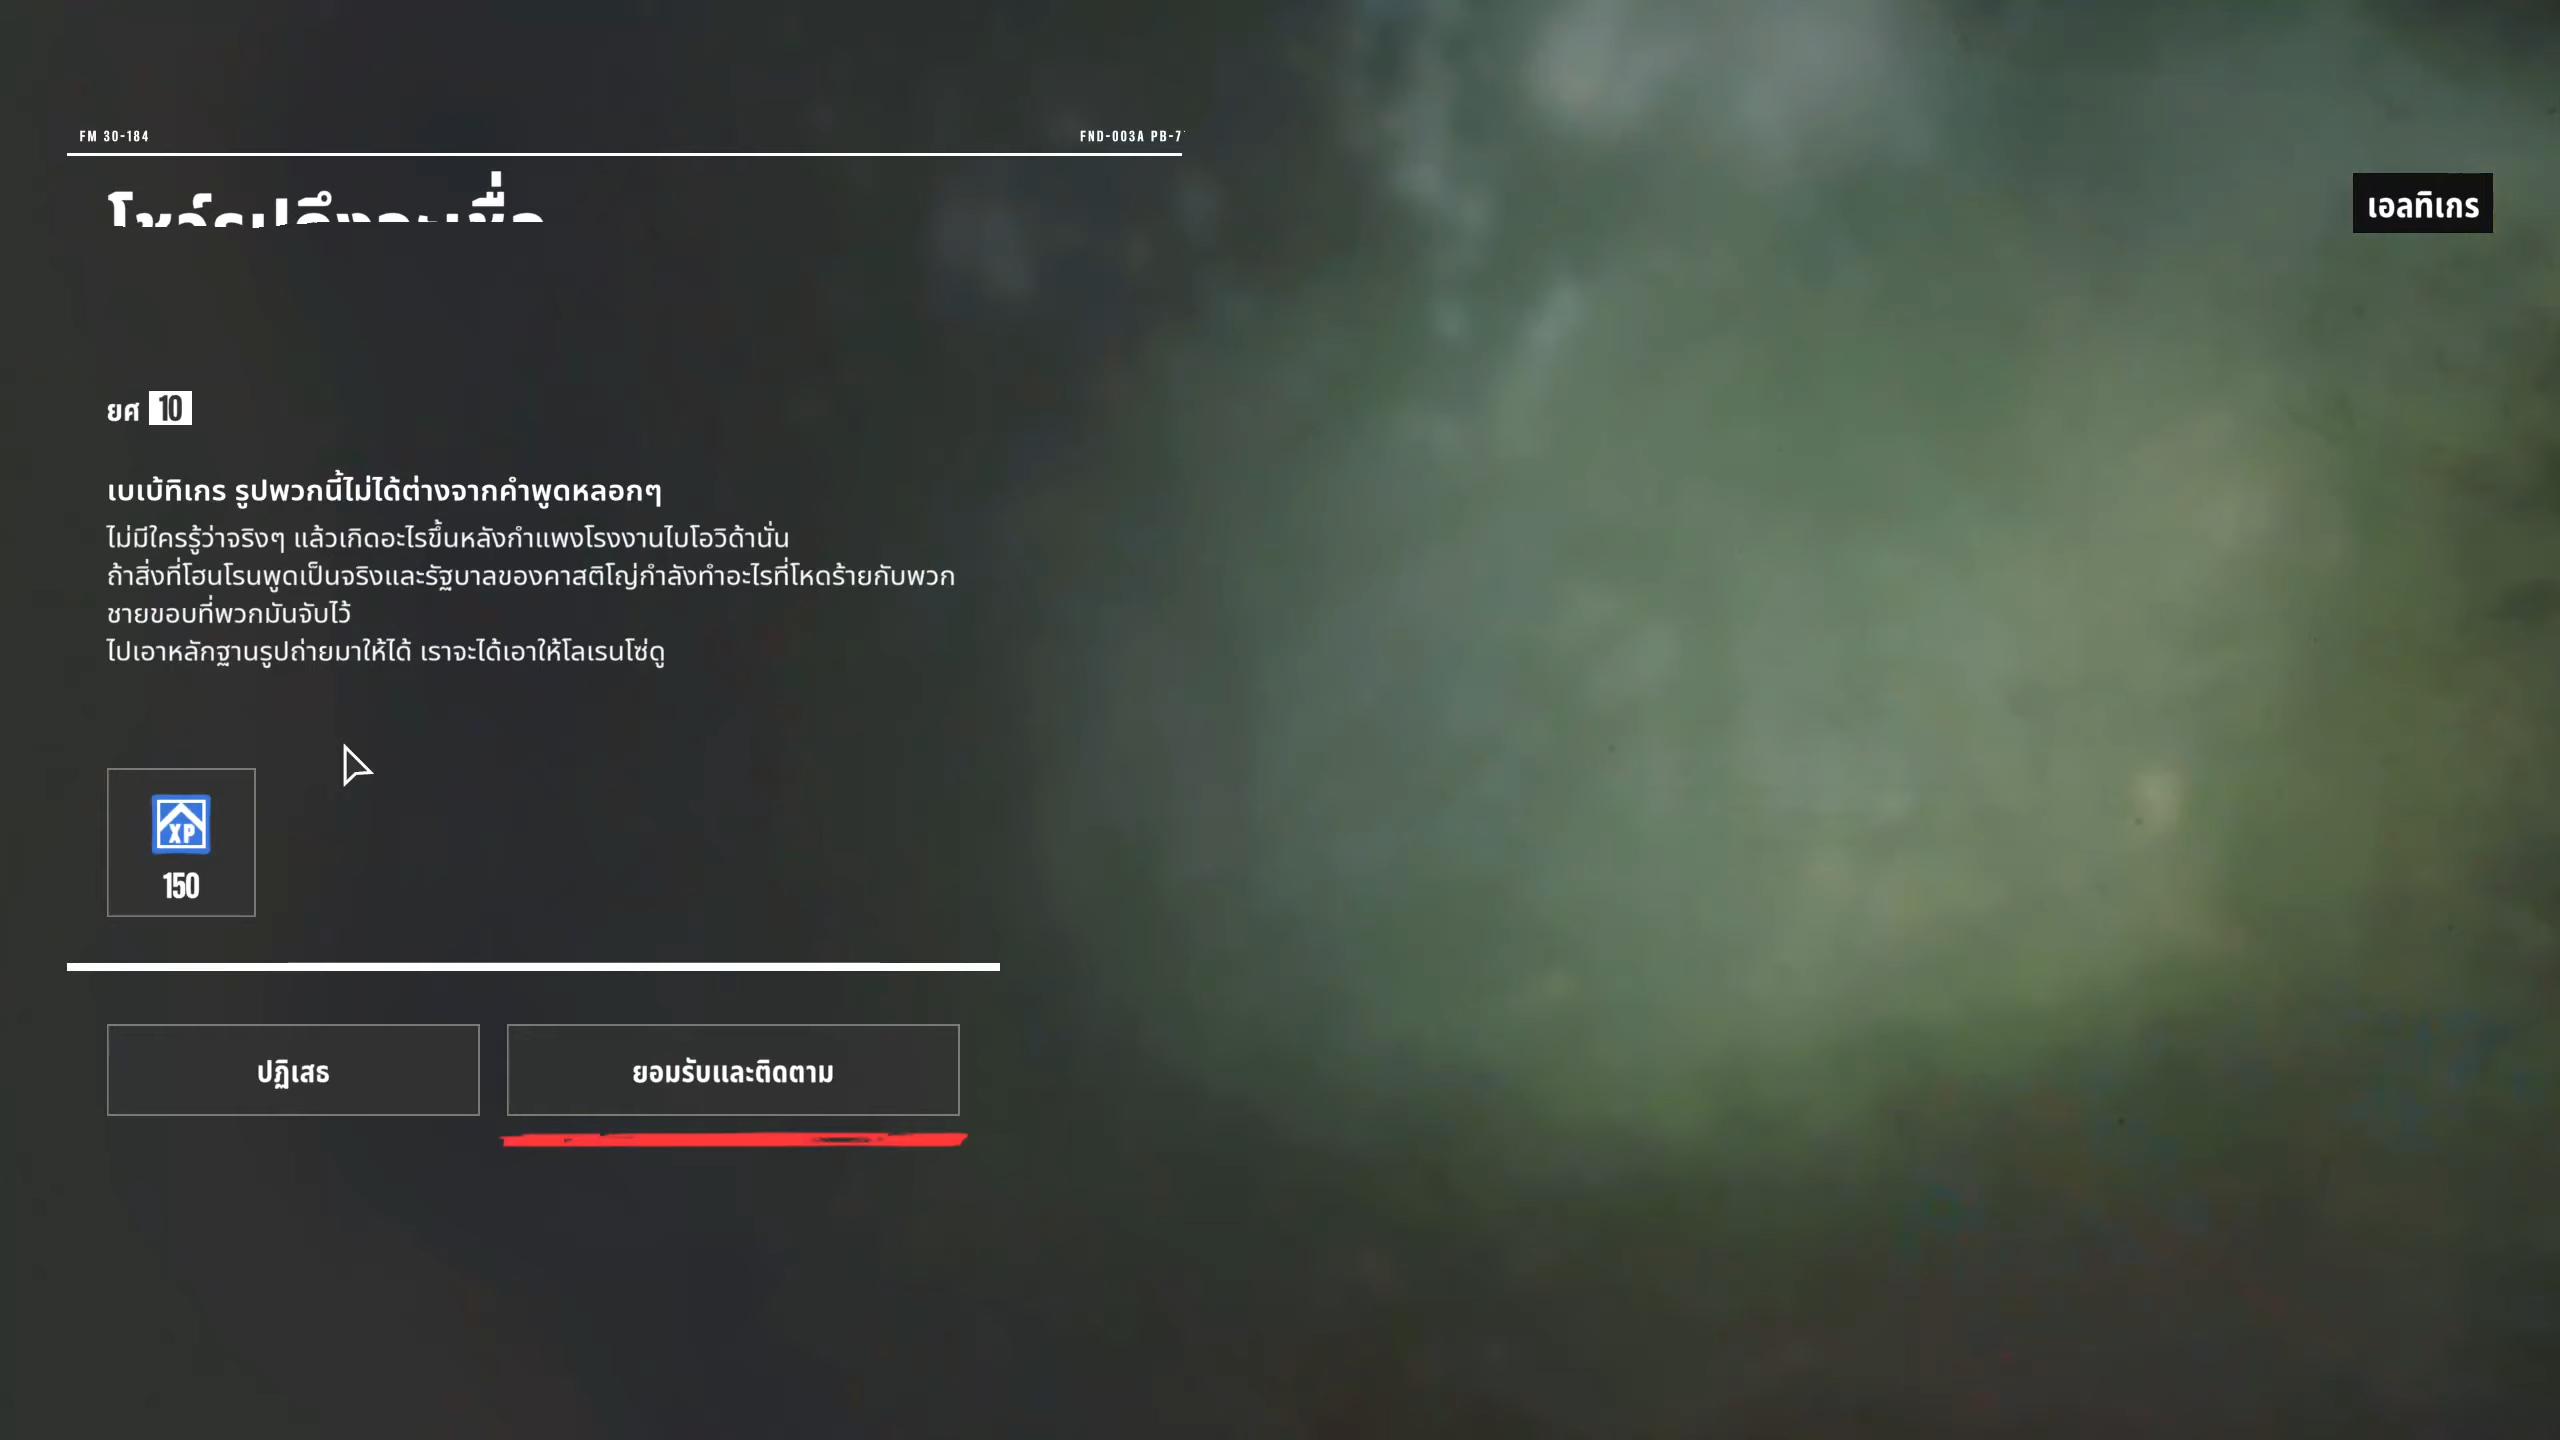 FM 30-184
FND-003A PB-7
เอลทิเกร
ยศ 10
เบเบ้ทิเกร รูปพวกนี้ไม่ได้ต่างจากคำพูดหลอกๆ
ไม่มีใครรู้ว่าจริงๆ แล้วเกิดอะไรขึ้นหลังกำแพงโรงงานไบโอวิด้านั่น
ถ้าสิ่งที่โฮนโรนพูดเป็นจริงและรัฐบาลของคาสติโญ่กำลังทำอะไรที่โหดร้ายกับพวก
ชายขอบที่พวกมันจับไว้
ไปเอาหลักฐานรูปถ่ายมาให้ได้ เราจะได้เอาให้โลเรนโซ่ดู
XP
150
ปฏิเสธ
ยอมรับและติดตาม